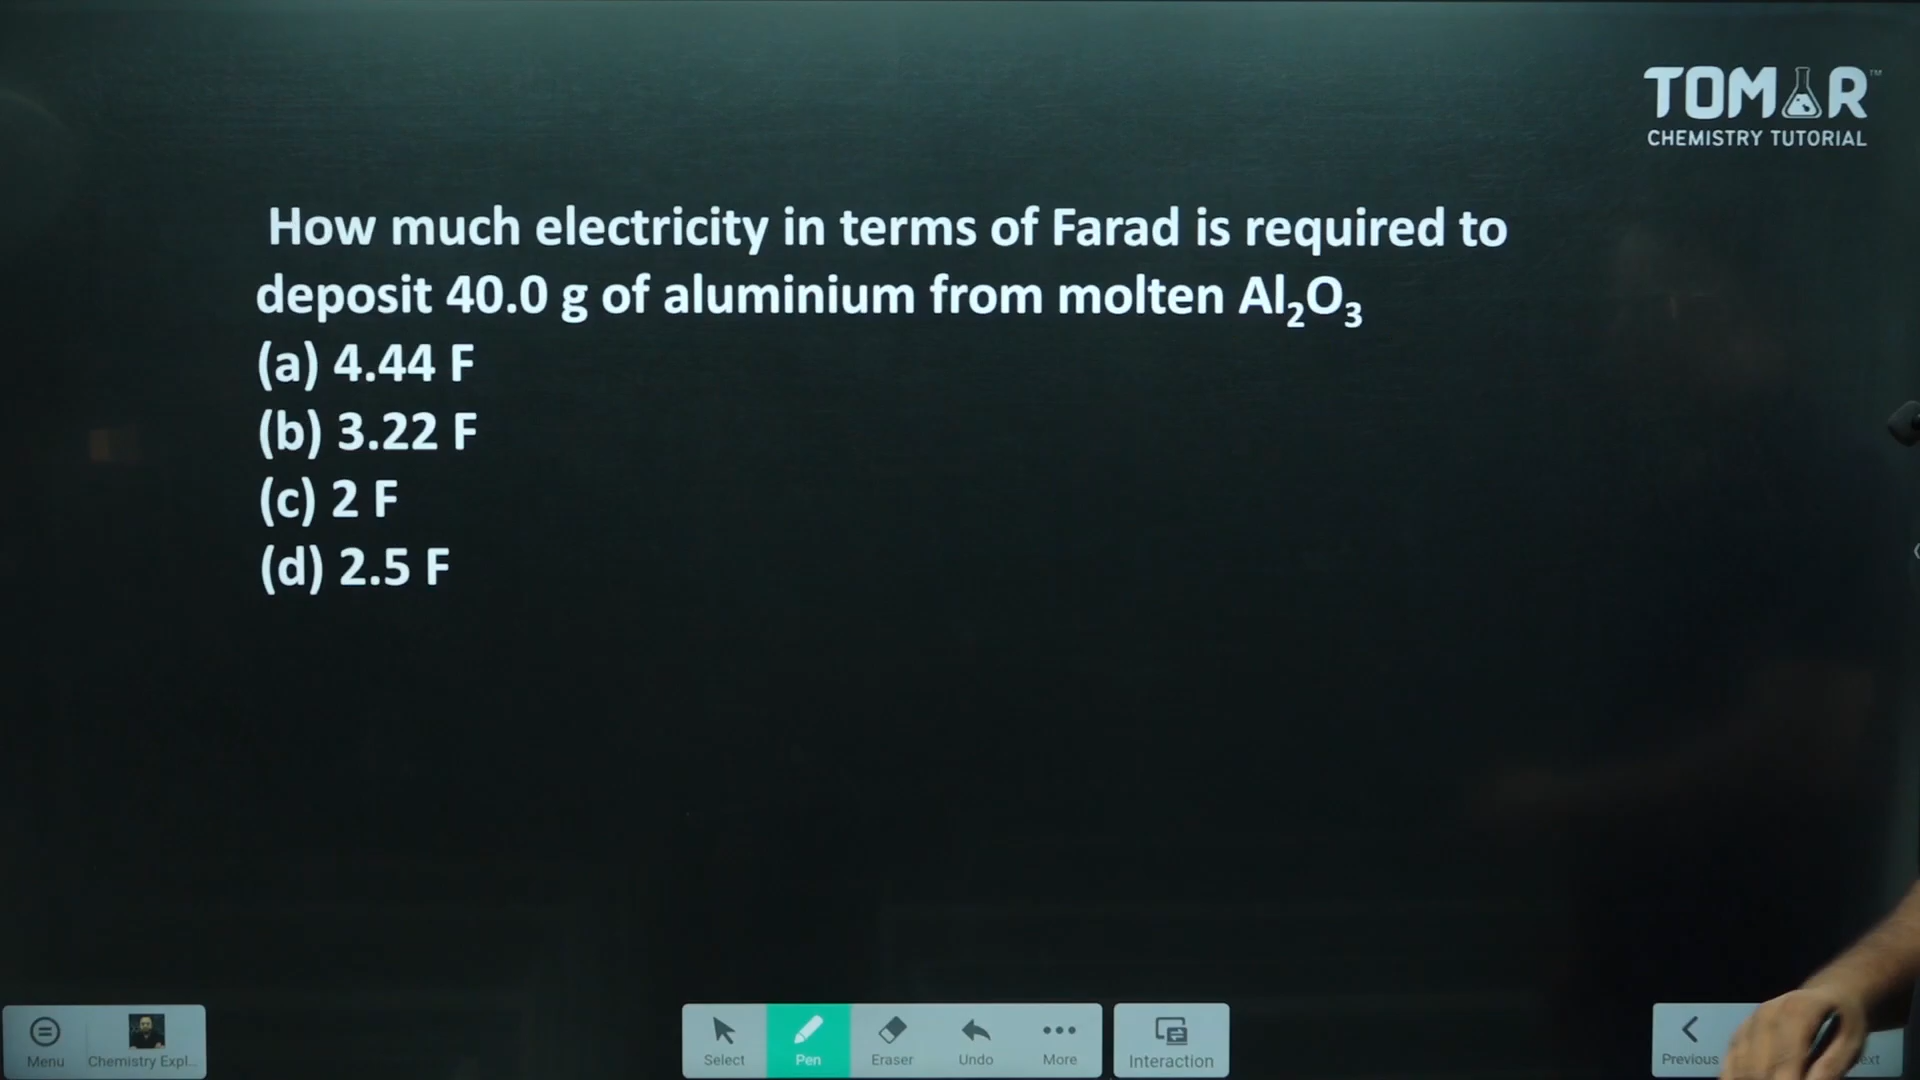 TOMAR™
CHEMISTRY TUTORIAL
How much electricity in terms of Farad is required to
deposit 40.0 g of aluminium from molten Al₂O₃
(a) 4.44 F
(b) 3.22 F
(c) 2 F
(d) 2.5 F
Menu
Chemistry Expl...
Select
Pen
Eraser
Undo
More
Interaction
Previous